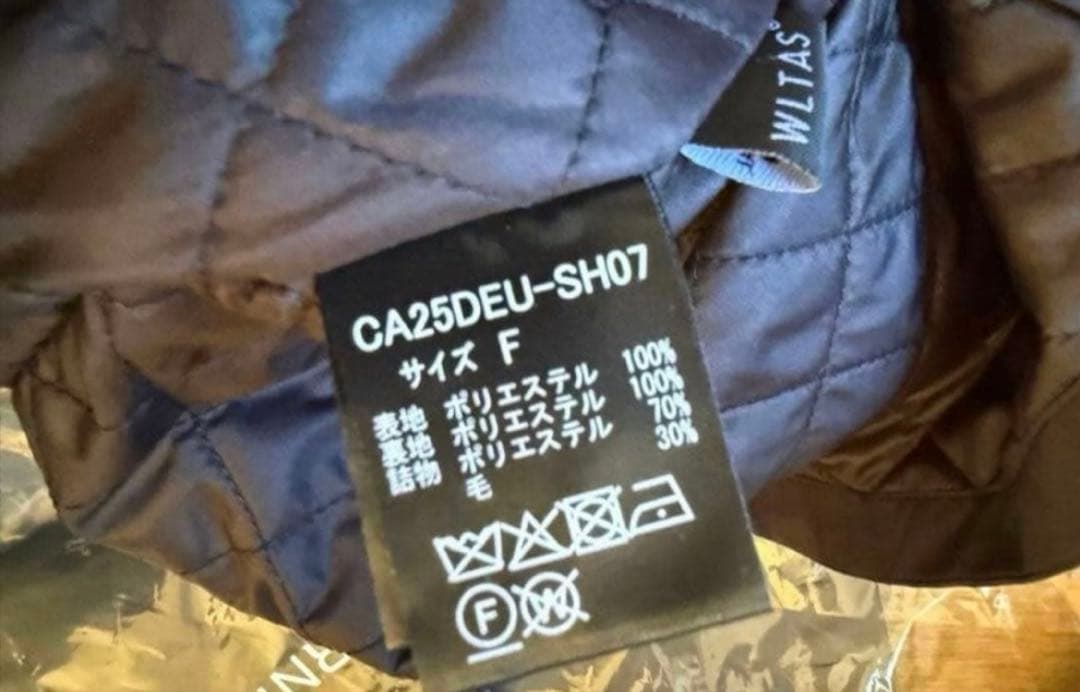 WLTAS
CA25DEU-SH07
サイズ F
表地 ポリエステル 100%
裏地 ポリエステル 100%
詰物 ポリエステル 70%
毛 30%
F
W